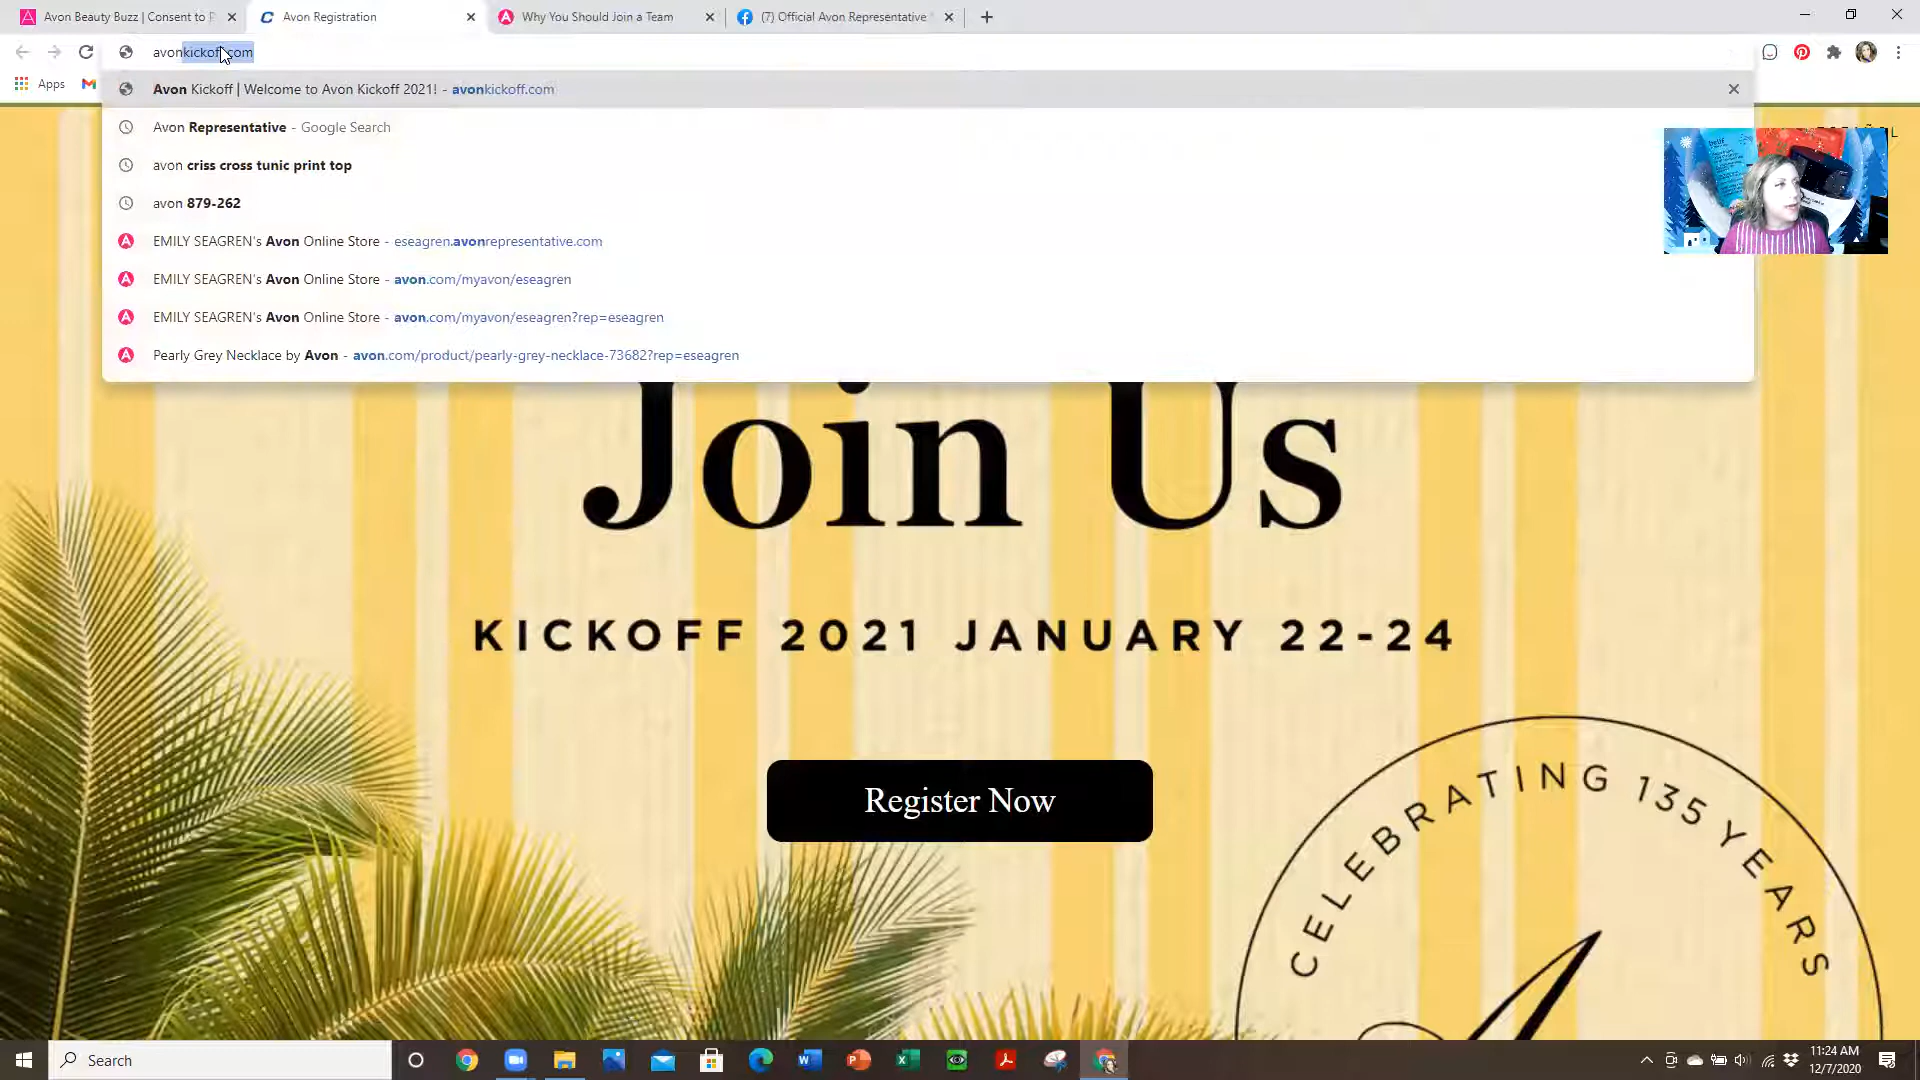 Avon Beauty Buzz | Consent to
Avon Registration
Why You Should Join a Team
(7) Official Avon Representative
avonkickoff.com
Apps
Avon Kickoff | Welcome to Avon Kickoff 2021! - avonkickoff.com
Avon Representative - Google Search
avon criss cross tunic print top
avon 879-262
EMILY SEAGREN's Avon Online Store - eseagren.avonrepresentative.com
EMILY SEAGREN's Avon Online Store - avon.com/myavon/eseagren
EMILY SEAGREN's Avon Online Store - avon.com/myavon/eseagren?rep=eseagren
Pearly Grey Necklace by Avon - avon.com/product/pearly-grey-necklace-73682?rep=eseagren
Join Us
KICKOFF 2021 JANUARY 22-24
Register Now
CELEBRATING 135 YEARS
A
Search
11:24 AM
12/7/2020